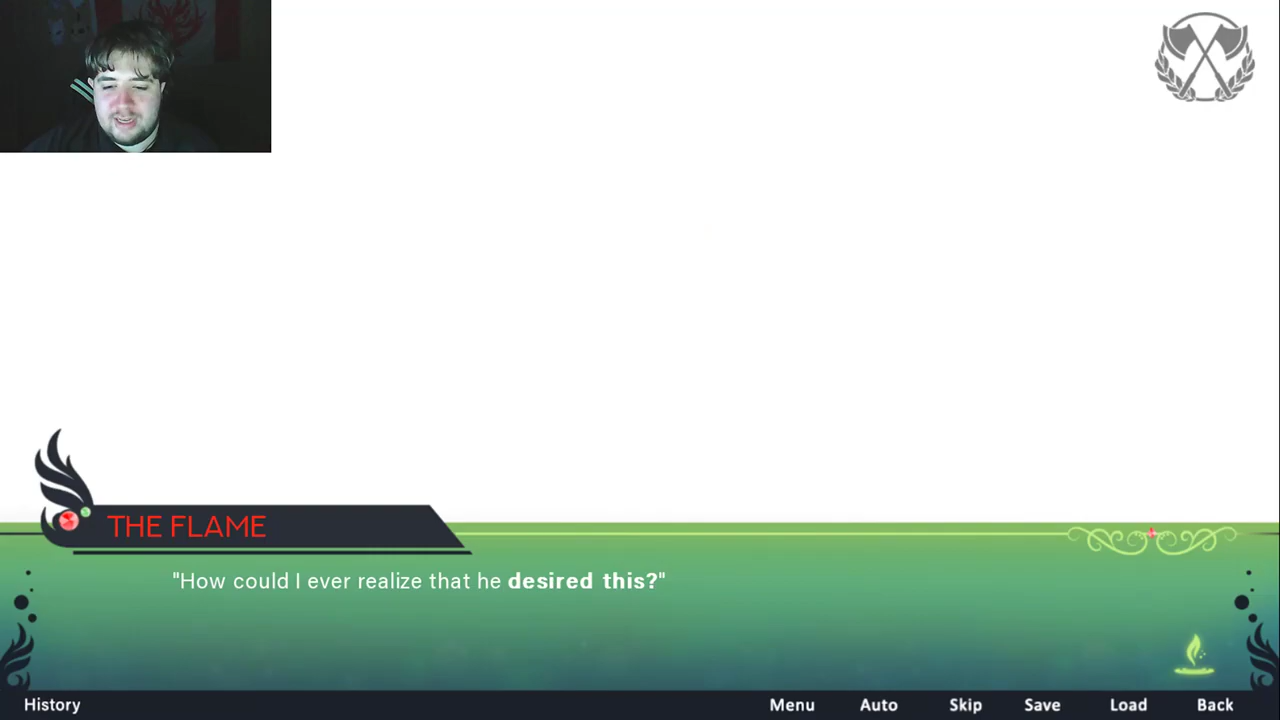 THE FLAME
"How could I ever realize that he desired this?"
History
Menu
Auto
Skip
Save
Load
Back